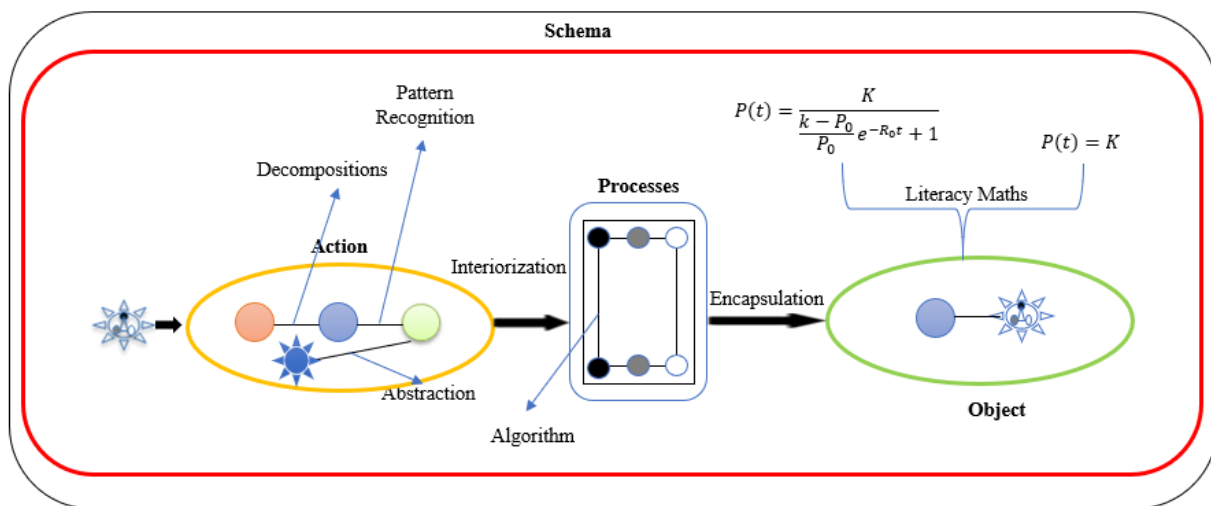 Schema
Pattern
Recognition
Decompositions
Action
Interiorization
Abstraction
Processes
Algorithm
Encapsulation
P(t) = K / ((k − P₀)/P₀ e^{−R₀t} + 1)
P(t) = K
Literacy Maths
Object